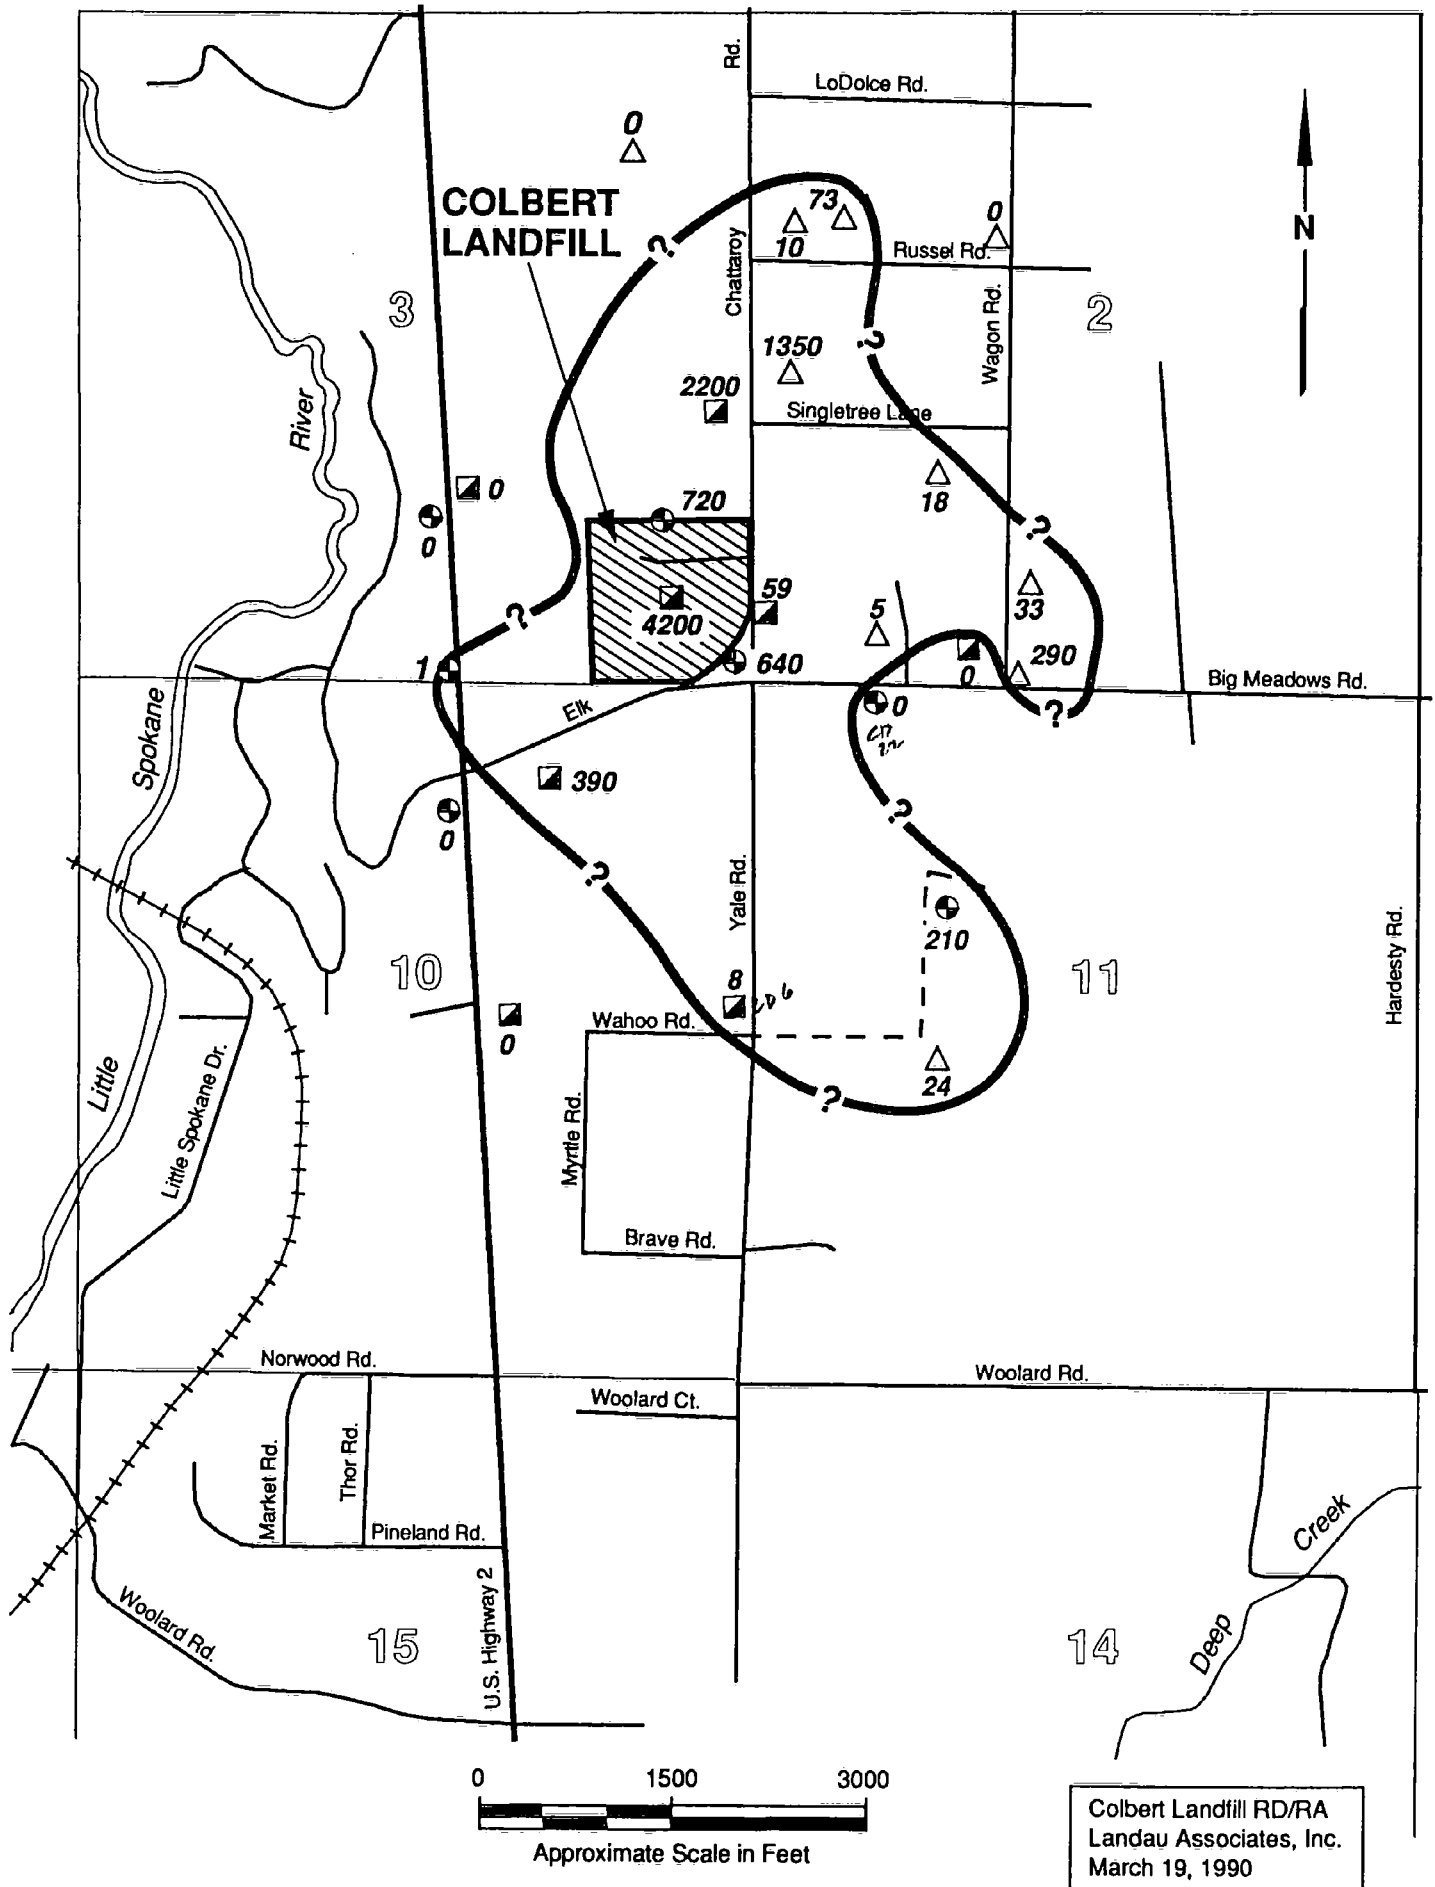 Rd.
LoDolce Rd.
0
COLBERT
LANDFILL
?
73
10
0
N
Russel Rd.
Chattaroy
3
2
Wagon Rd.
?
1350
2200
Singletree Lane
River
0
720
18
?
0
59
33
5
4200
?
1
640
290
0
Big Meadows Rd.
Elk
0
?
Spokane
390
?
0
?
Yale Rd.
210
Hardesty Rd.
10
11
8
Wahoo Rd.
0
Little
Little Spokane Dr.
24
?
Myrtle Rd.
Brave Rd.
Norwood Rd.
Woolard Rd.
Woolard Ct.
Market Rd.
Thor Rd.
Pineland Rd.
Creek
Deep
Woolard Rd.
U.S. Highway 2
15
14
0 1500 3000
Approximate Scale in Feet
Colbert Landfill RD/RA
Landau Associates, Inc.
March 19, 1990